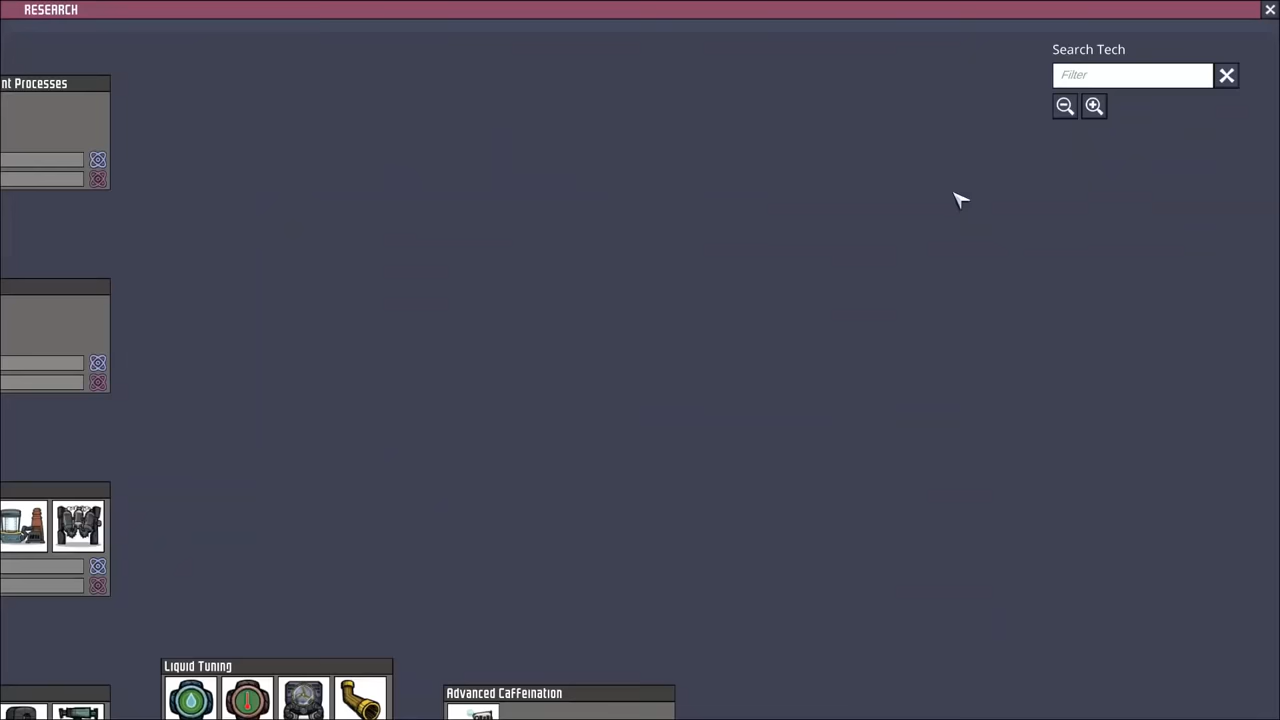 RESEARCH
Search Tech
Filter
nt Processes
Liquid Tuning
Advanced Caffeination